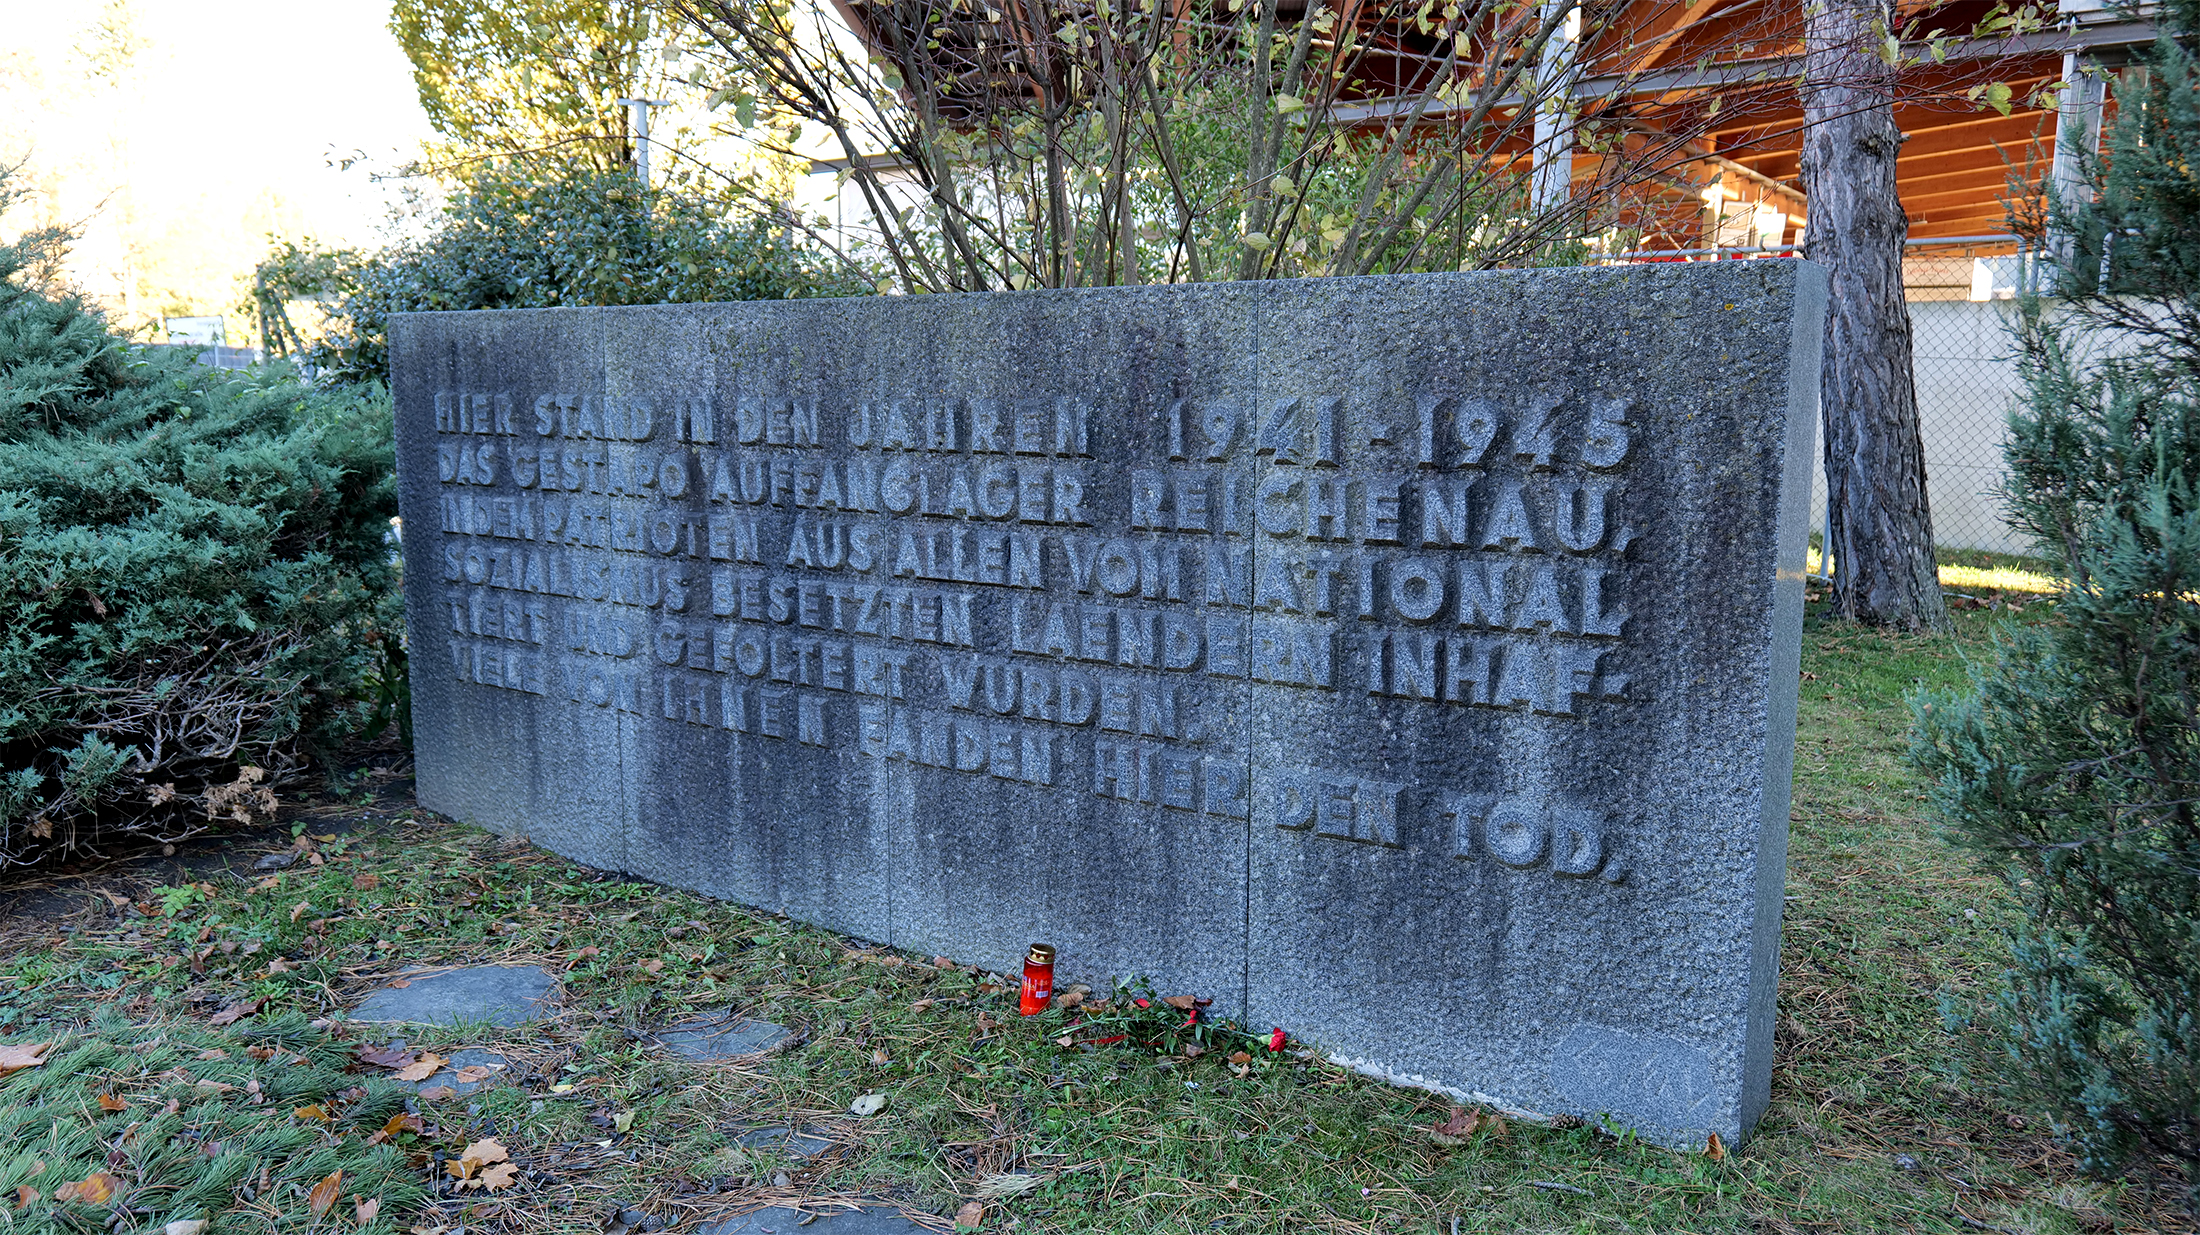 HIER STAND IN DEN JAHREN 1941-1945
DAS GESTAPO AUFFANGLAGER REICHENAU,
IN DEM PATRIOTEN AUS ALLEN VOM NATIONAL
SOZIALISMUS BESETZTEN LAENDERN INHAF-
TIERT UND GEFOLTERT WURDEN.
VIELE VON IHNEN FANDEN HIER DEN TOD.